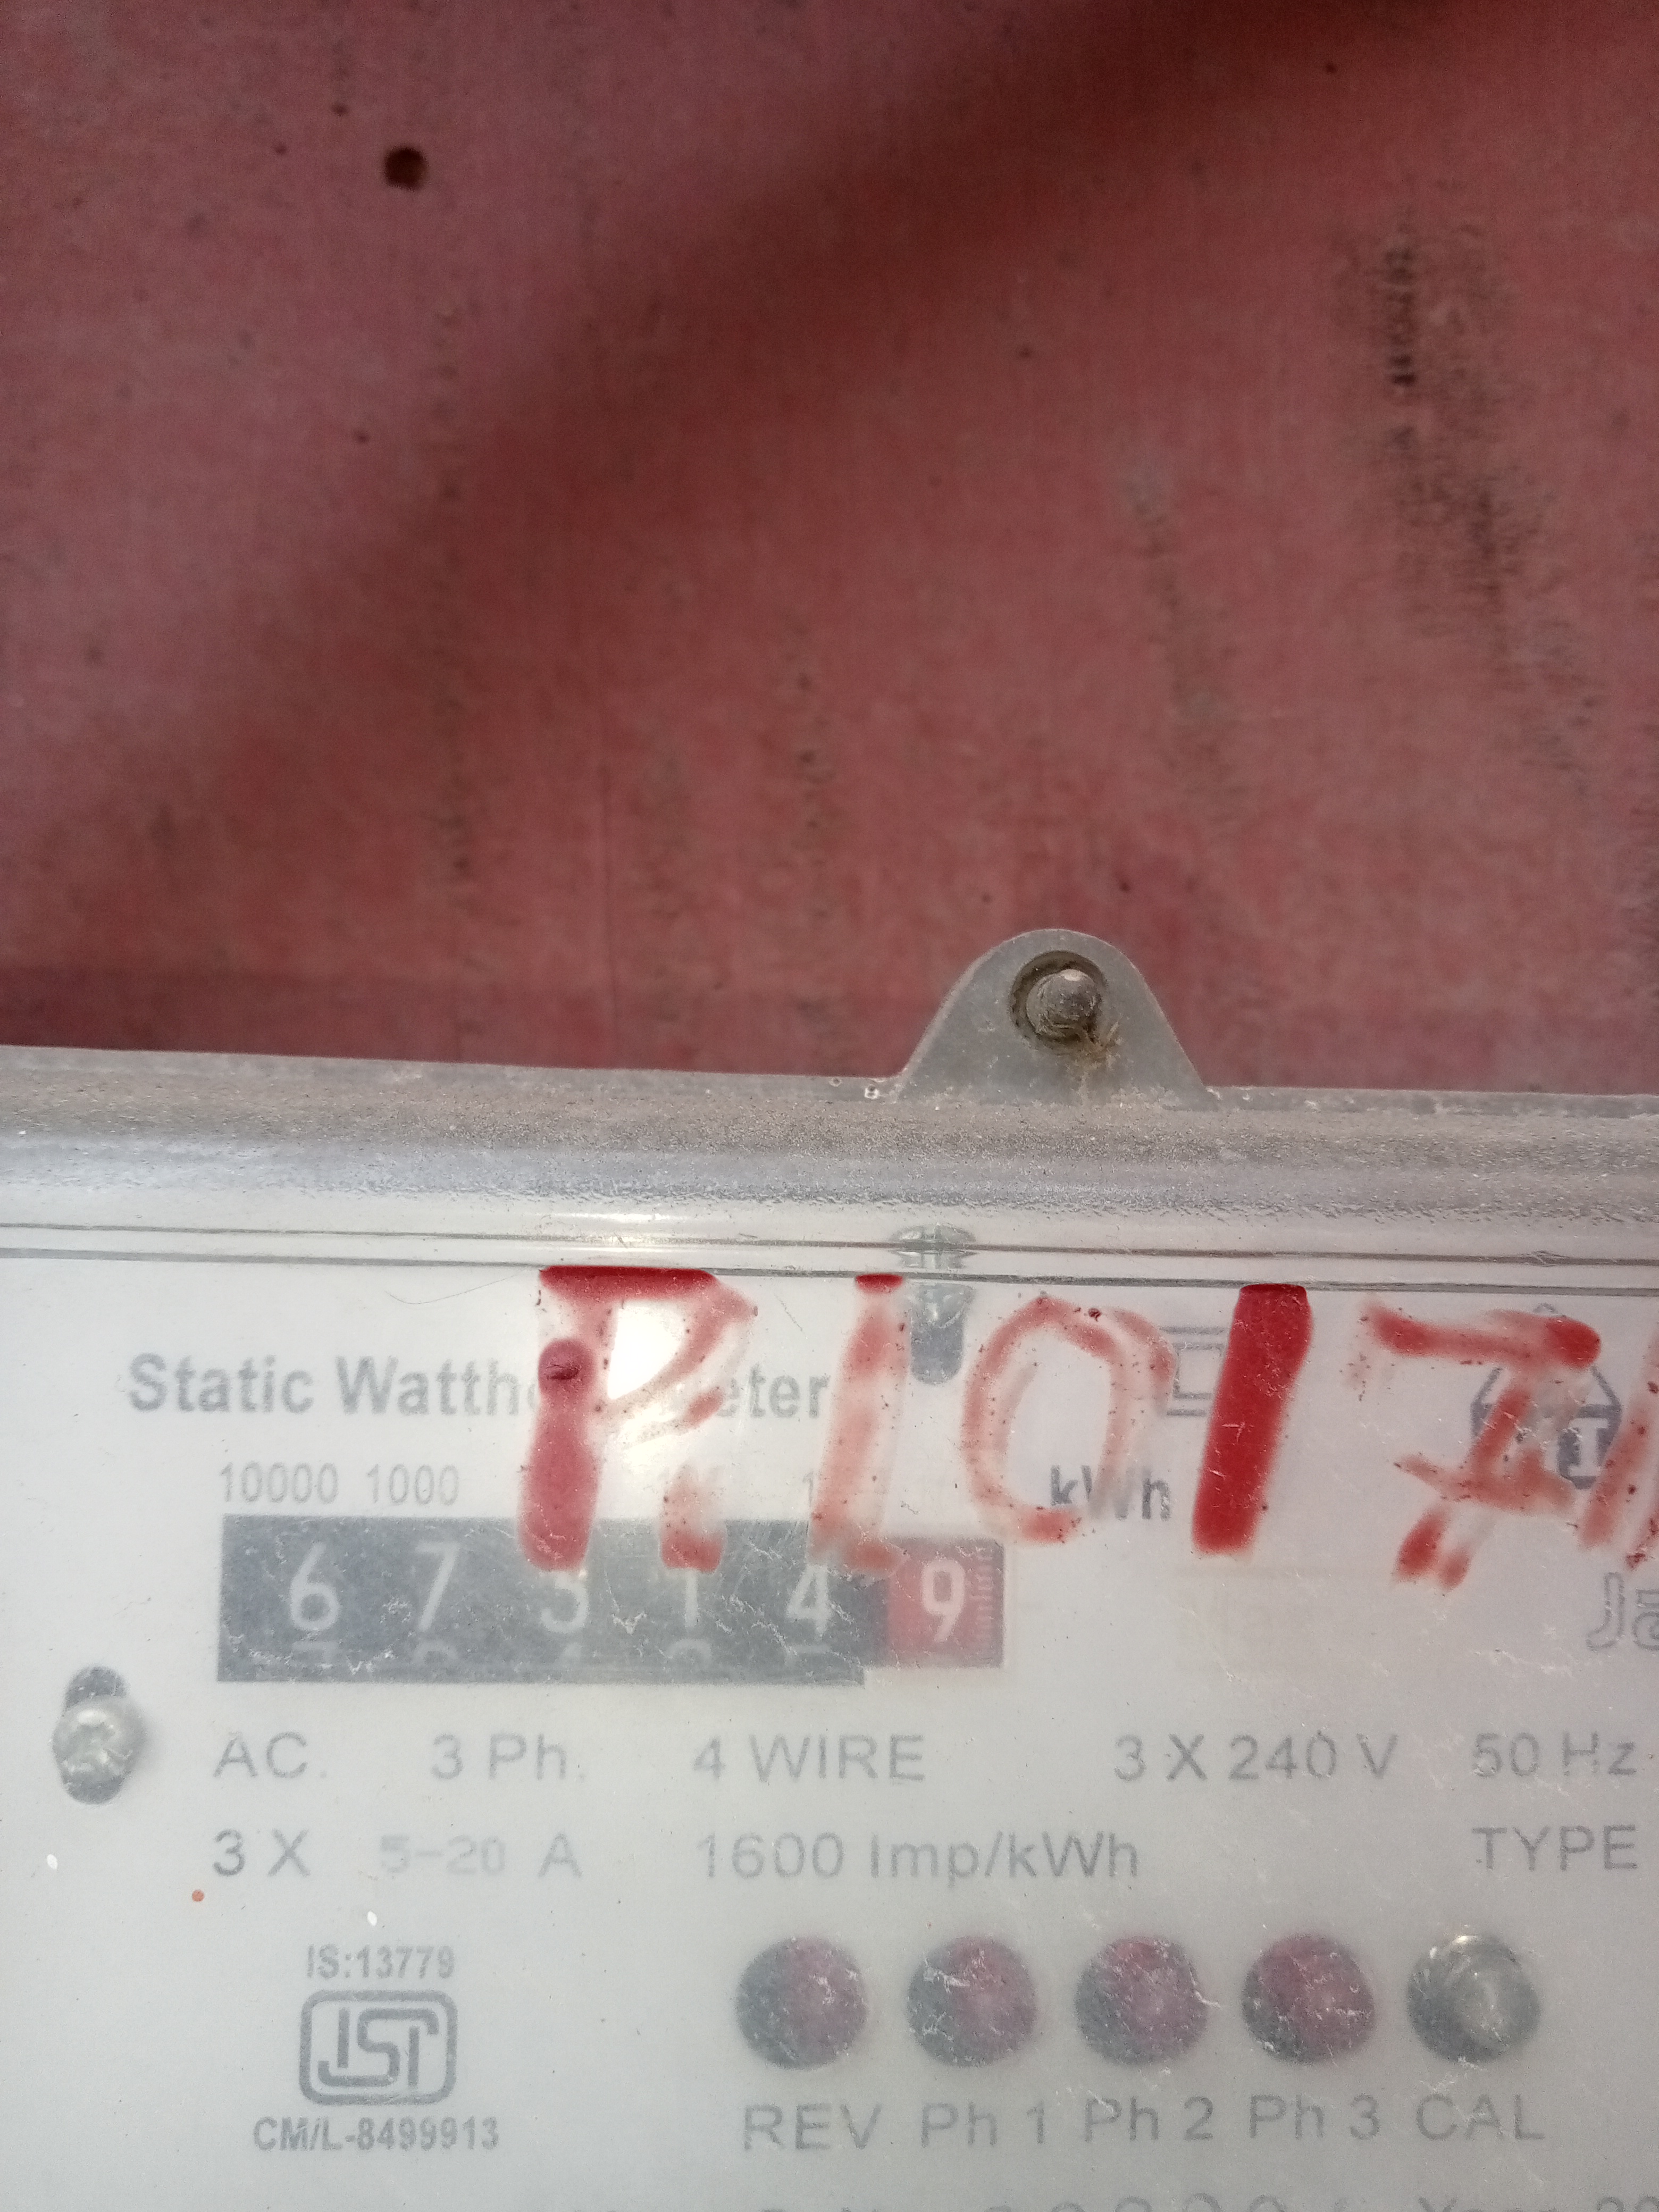 P.L017
Static Watth eter
10000 1000
kWh
6 7 3 1 4 9
AC. 3 Ph. 4 WIRE 3 X 240 V 50 Hz
3 X 5-20 A 1600 Imp/kWh TYPE
IS:13779
ISI
CM/L-8499913
REV Ph 1 Ph 2 Ph 3 CAL